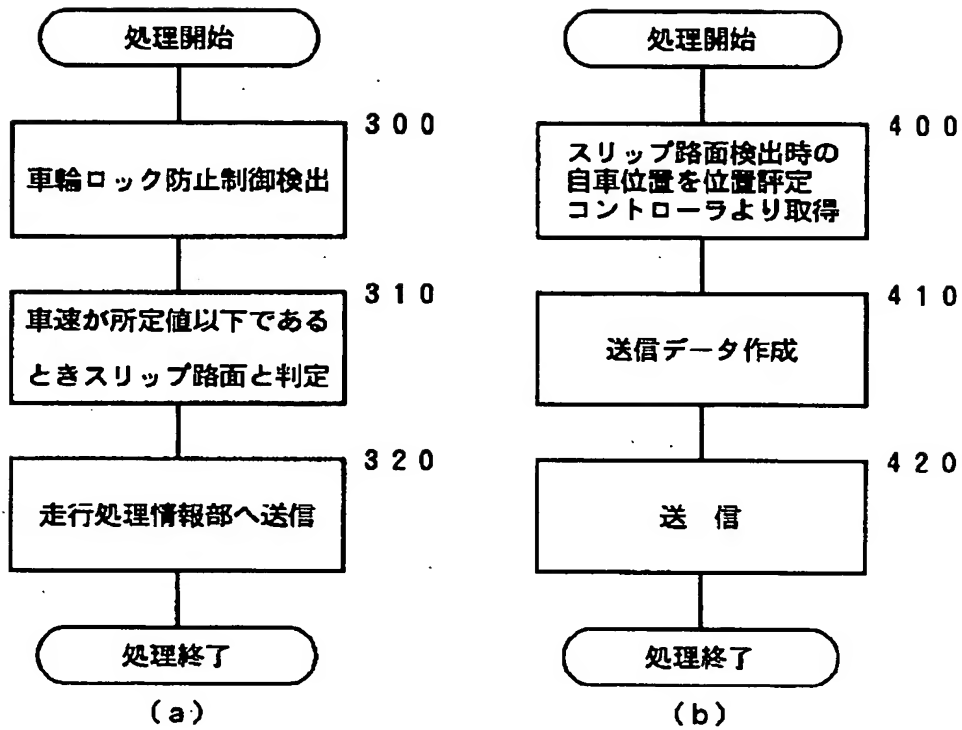 処理開始
300
車輪ロック防止制御検出
310
車速が所定値以下である
ときスリップ路面と判定
320
走行処理情報部へ送信
処理終了
(a)
処理開始
400
スリップ路面検出時の
自車位置を位置評定
コントローラより取得
410
送信データ作成
420
送 信
処理終了
(b)